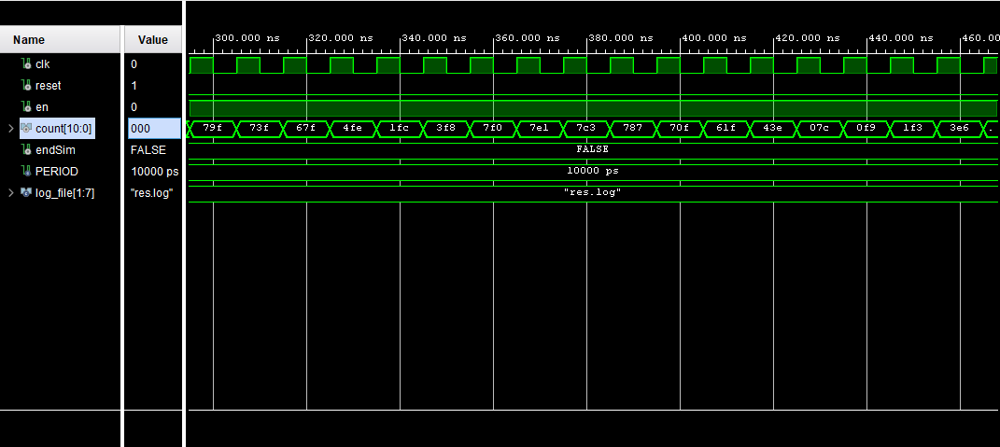 Name Value
300.000 ns 320.000 ns 340.000 ns 360.000 ns 380.000 ns 400.000 ns 420.000 ns 440.000 ns 460.00
clk 0
reset 1
en 0
count[10:0] 000 79f 73f 67f 4fe 1fc 3f8 7f0 7e1 7c3 787 70f 61f 43e 07c 0f9 1f3 3e6 .
endSim FALSE FALSE
PERIOD 10000 ps 10000 ps
log_file[1:7] "res.log" "res.log"